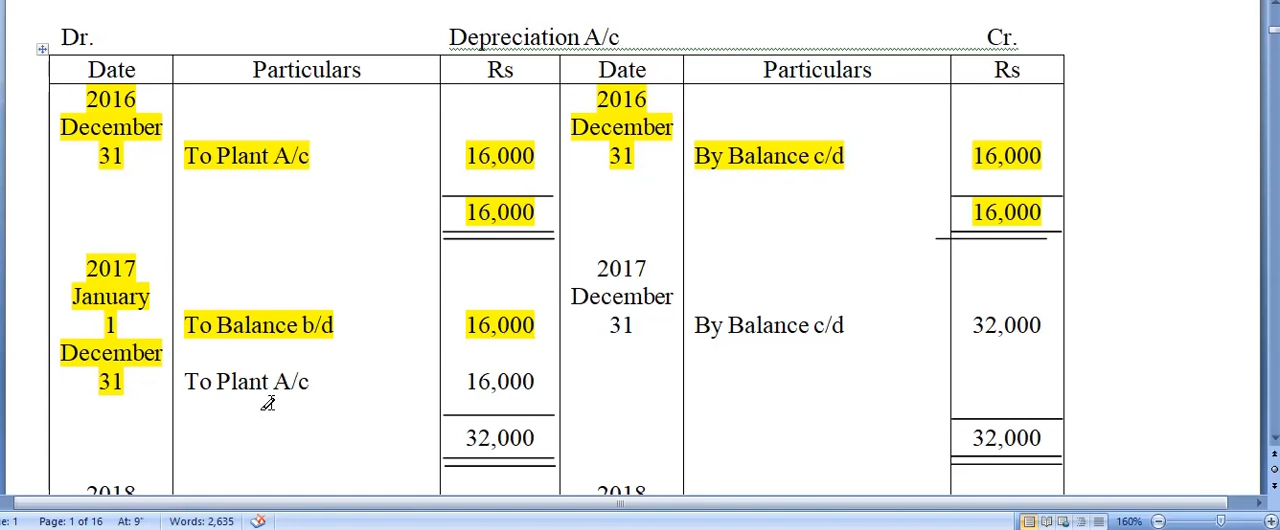 Dr. Depreciation A/c Cr.
Date Particulars Rs Date Particulars Rs
2016 2016
December December
31 To Plant A/c 16,000 31 By Balance c/d 16,000
16,000 16,000
2017 2017
January December
1 To Balance b/d 16,000 31 By Balance c/d 32,000
December
31 To Plant A/c 16,000
32,000 32,000
2018 2018
e: 1 Page: 1 of 16 At: 9" Words: 2,635 160%